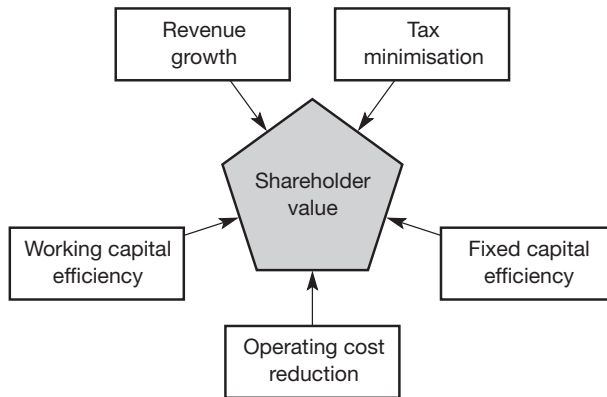 Revenue
growth
Tax
minimisation
Shareholder
value
Working capital
efficiency
Fixed capital
efficiency
Operating cost
reduction